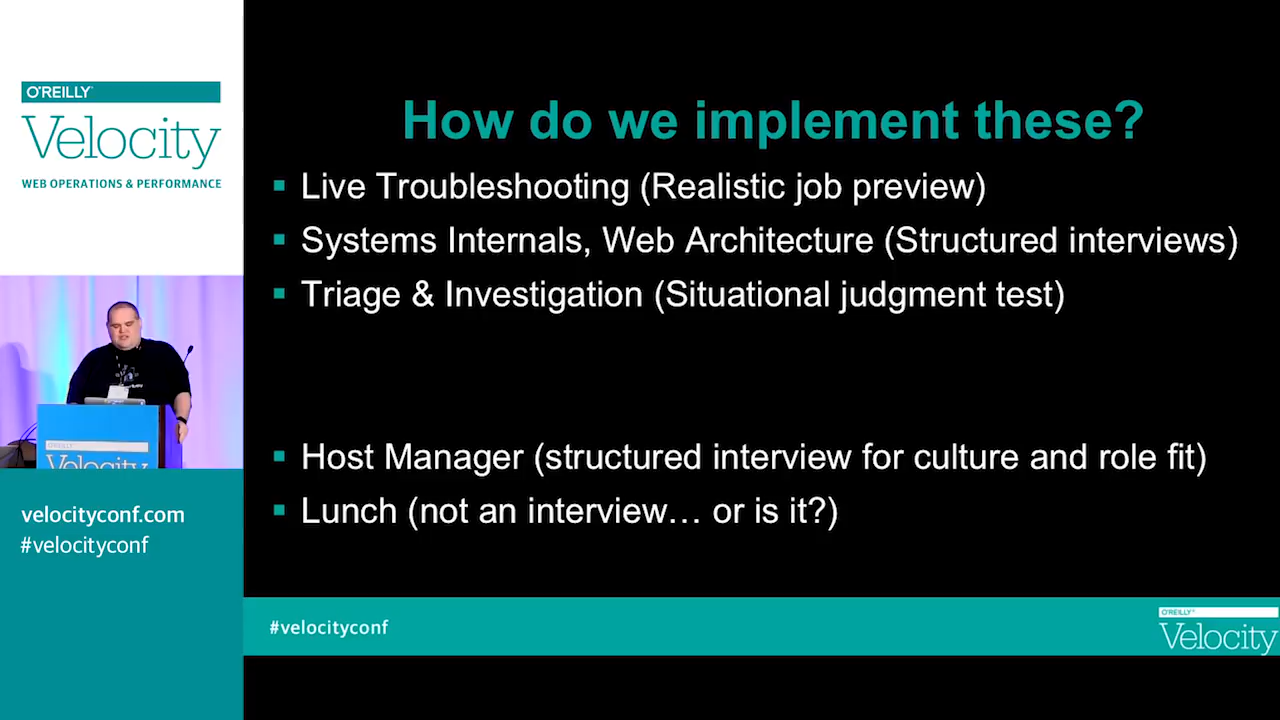 O'REILLY
Velocity
WEB OPERATIONS & PERFORMANCE
How do we implement these?
Live Troubleshooting (Realistic job preview)
Systems Internals, Web Architecture (Structured interviews)
Triage & Investigation (Situational judgment test)
Host Manager (structured interview for culture and role fit)
Lunch (not an interview… or is it?)
O'REILLY
Velocity
velocityconf.com
#velocityconf
#velocityconf
O'REILLY
Velocity